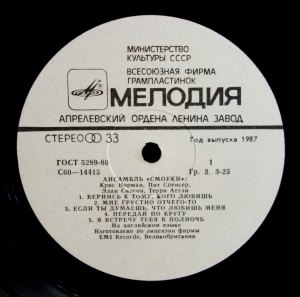 МИНИСТЕРСТВО
КУЛЬТУРЫ СССР
ВСЕСОЮЗНАЯ ФИРМА
ГРАМПЛАСТИНОК
МЕЛОДИЯ
АПРЕЛЕВСКИЙ ОРДЕНА ЛЕНИНА ЗАВОД
СТЕРЕО 33
Год выпуска 1987
ГОСТ 5289-80 1
С60—14413 Гр. 3. 3-25
АНСАМБЛЬ «СМОУКИ»:
Крис Норман, Пит Спенсер,
Элан Силсон, Терри Аттли
1. ВЕРНИСЬ К ТОМУ, КОГО ЛЮБИШЬ
2. МНЕ ГРУСТНО ОТЧЕГО-ТО
3. ЕСЛИ ТЫ ДУМАЕШЬ, ЧТО ЛЮБИШЬ МЕНЯ
4. ПЕРЕДАЙ ПО КРУГУ
5. Я ВСТРЕЧУ ТЕБЯ В ПОЛНОЧЬ
На английском языке
Изготовлено по лицензии фирмы
EMI Records, Великобритания